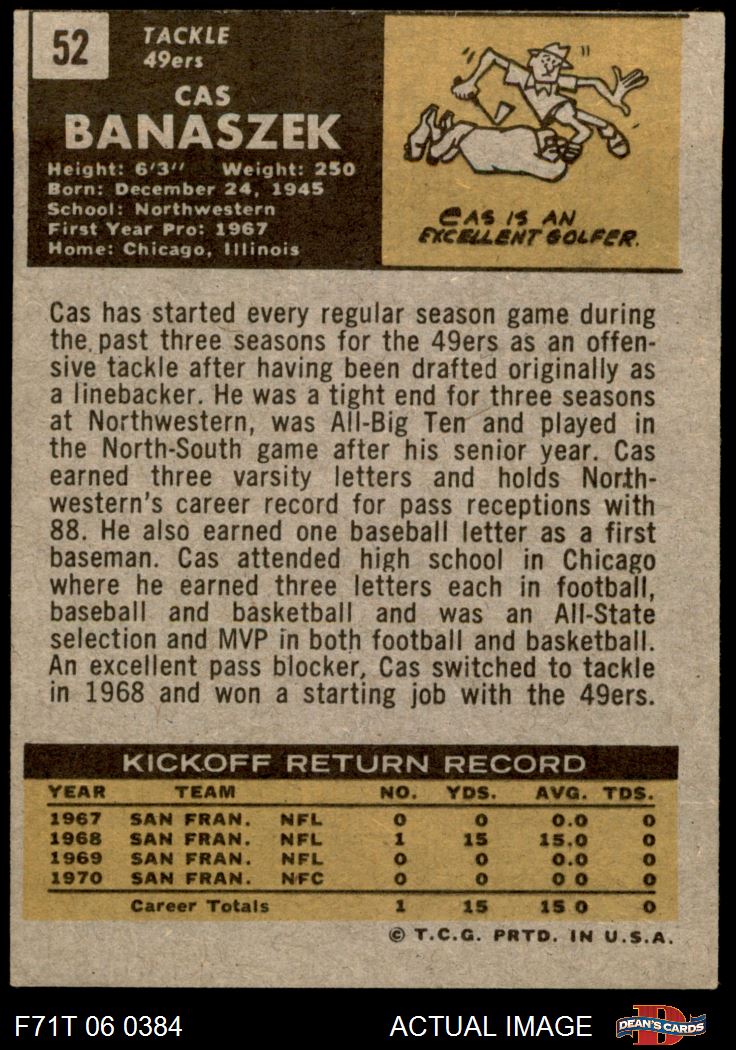 52
TACKLE
49ers
CAS
BANASZEK
Height: 6'3" Weight: 250
Born: December 24, 1945
School: Northwestern
First Year Pro: 1967
Home: Chicago, Illinois
CAS IS AN
EXCELLENT GOLFER.
Cas has started every regular season game during
the past three seasons for the 49ers as an offen-
sive tackle after having been drafted originally as
a linebacker. He was a tight end for three seasons
at Northwestern, was All-Big Ten and played in
the North-South game after his senior year. Cas
earned three varsity letters and holds North-
western's career record for pass receptions with
88. He also earned one baseball letter as a first
baseman. Cas attended high school in Chicago
where he earned three letters each in football,
baseball and basketball and was an All-State
selection and MVP in both football and basketball.
An excellent pass blocker, Cas switched to tackle
in 1968 and won a starting job with the 49ers.
KICKOFF RETURN RECORD
YEAR TEAM NO. YDS. AVG. TDS.
1967 SAN FRAN. NFL 0 0 0.0 0
1968 SAN FRAN. NFL 1 15 15.0 0
1969 SAN FRAN. NFL 0 0 0.0 0
1970 SAN FRAN. NFC 0 0 0 0 0
Career Totals 1 15 15 0 0
© T.C.G. PRTD. IN U.S.A.
F71T 06 0384 ACTUAL IMAGE DEAN'S CARDS